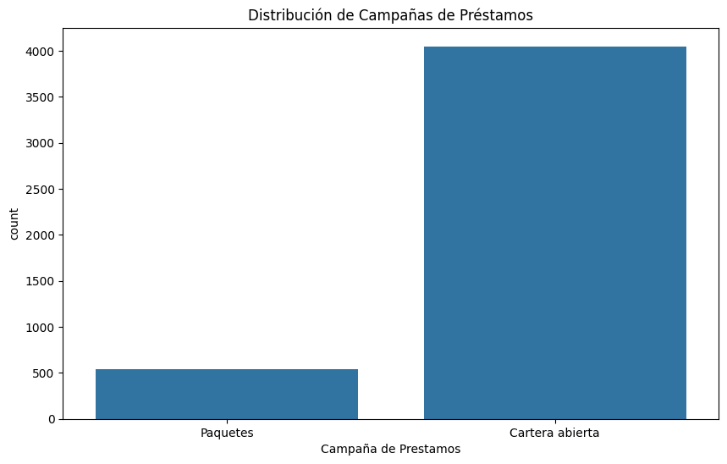 Distribución de Campañas de Préstamos
4000
3500
3000
2500
2000
1500
1000
500
0
count
Paquetes
Cartera abierta
Campaña de Prestamos